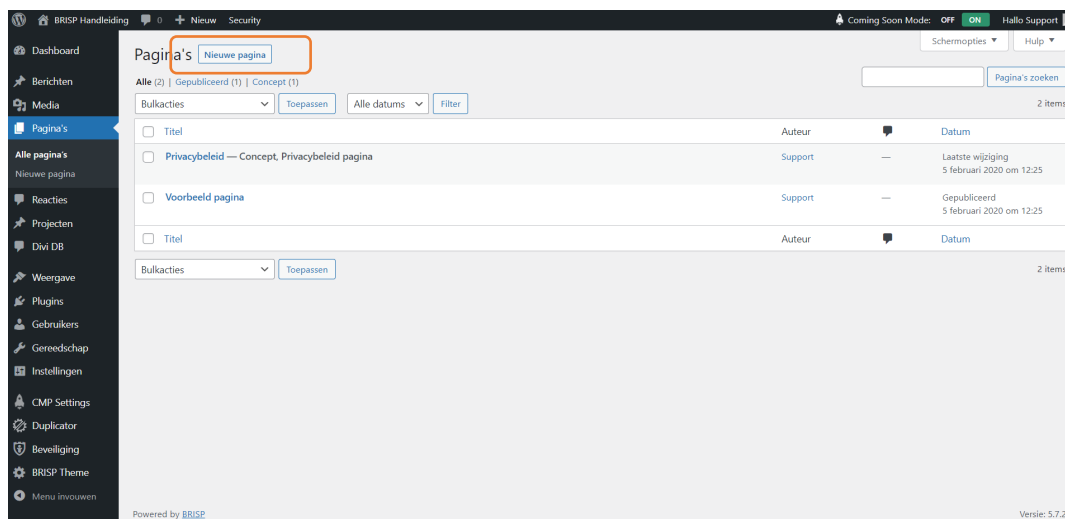 BRISP Handleiding 0 Nieuw Security Coming Soon Mode: OFF ON Hallo Support
Schermopties Hulp
Dashboard
Berichten
Media
Pagina's
Alle pagina's
Nieuwe pagina
Reacties
Projecten
Divi DB
Weergave
Plugins
Gebruikers
Gereedschap
Instellingen
CMP Settings
Duplicator
Beveiliging
BRISP Theme
Menu invouwen
Pagina's Nieuwe pagina
Alle (2) | Gepubliceerd (1) | Concept (1)
Pagina's zoeken
Bulkacties Toepassen Alle datums Filter 2 items
Titel Auteur Datum
Privacybeleid — Concept, Privacybeleid pagina Support — Laatste wijziging
5 februari 2020 om 12:25
Voorbeeld pagina Support — Gepubliceerd
5 februari 2020 om 12:25
Titel Auteur Datum
Bulkacties Toepassen 2 items
Powered by BRISP Versie: 5.7.2